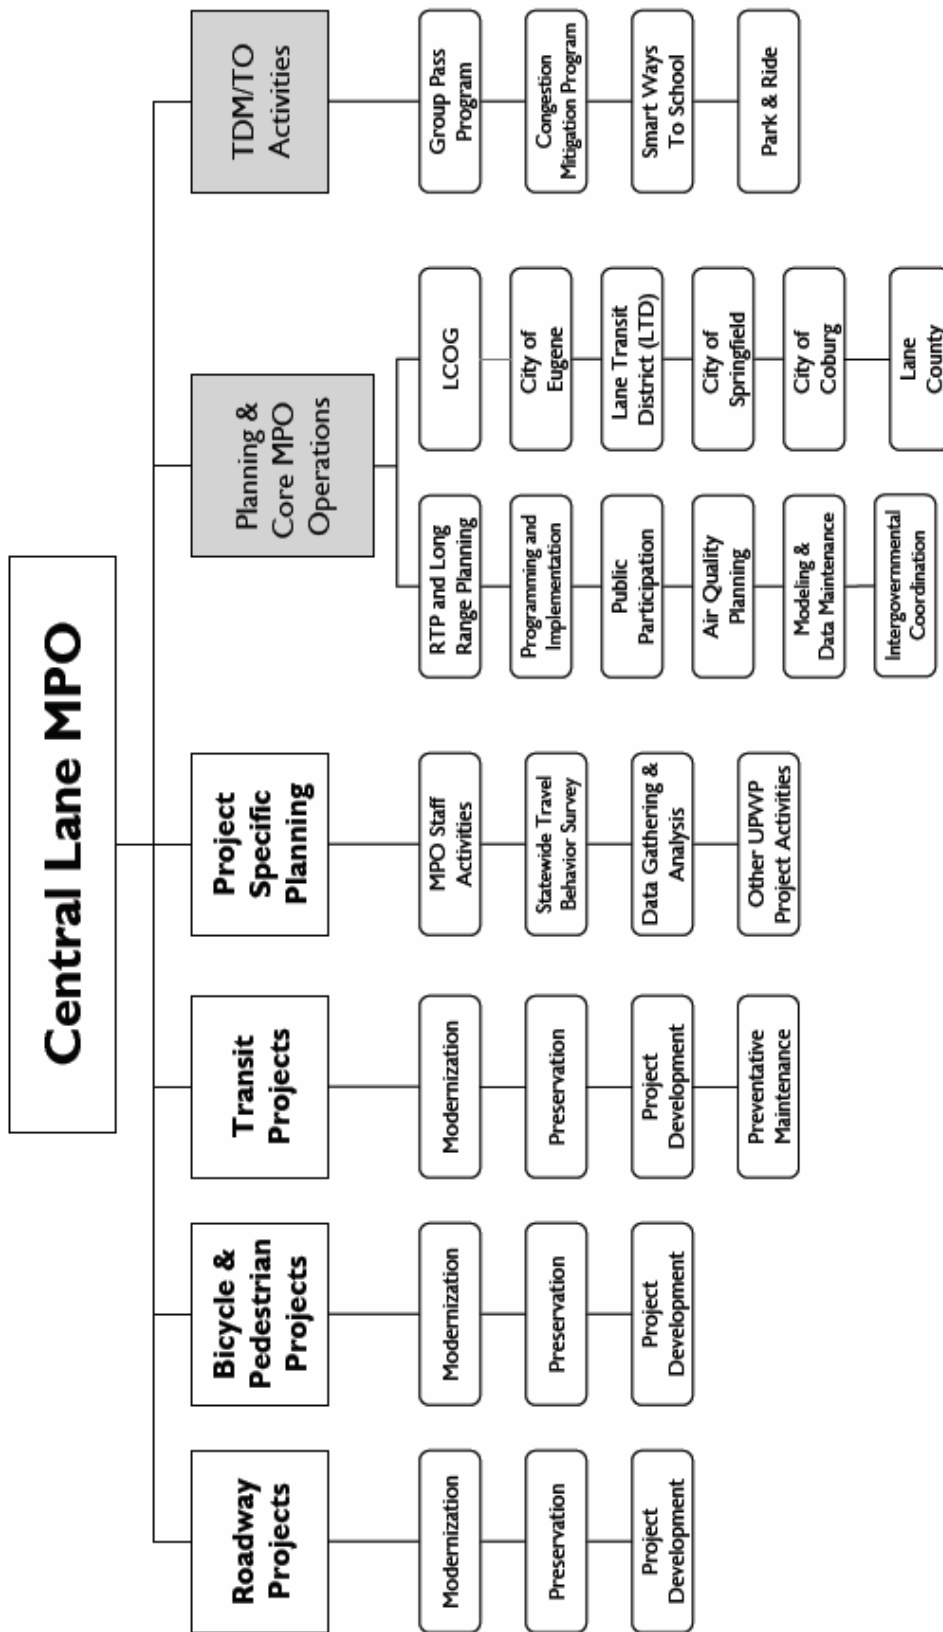 Central Lane MPO
Roadway
Projects
Modernization
Preservation
Project
Development
Bicycle &
Pedestrian
Projects
Modernization
Preservation
Project
Development
Transit
Projects
Modernization
Preservation
Project
Development
Preventative
Maintenance
Project
Specific
Planning
MPO Staff
Activities
Statewide Travel
Behavior Survey
Data Gathering &
Analysis
Other UPWP
Project Activities
Planning &
Core MPO
Operations
RTP and Long
Range Planning
Programming and
Implementation
Public
Participation
Air Quality
Planning
Modeling &
Data Maintenance
Intergovernmental
Coordination
LCOG
City of
Eugene
Lane Transit
District (LTD)
City of
Springfield
City of
Coburg
Lane
County
TDM/TO
Activities
Group Pass
Program
Congestion
Mitigation Program
Smart Ways
To School
Park & Ride